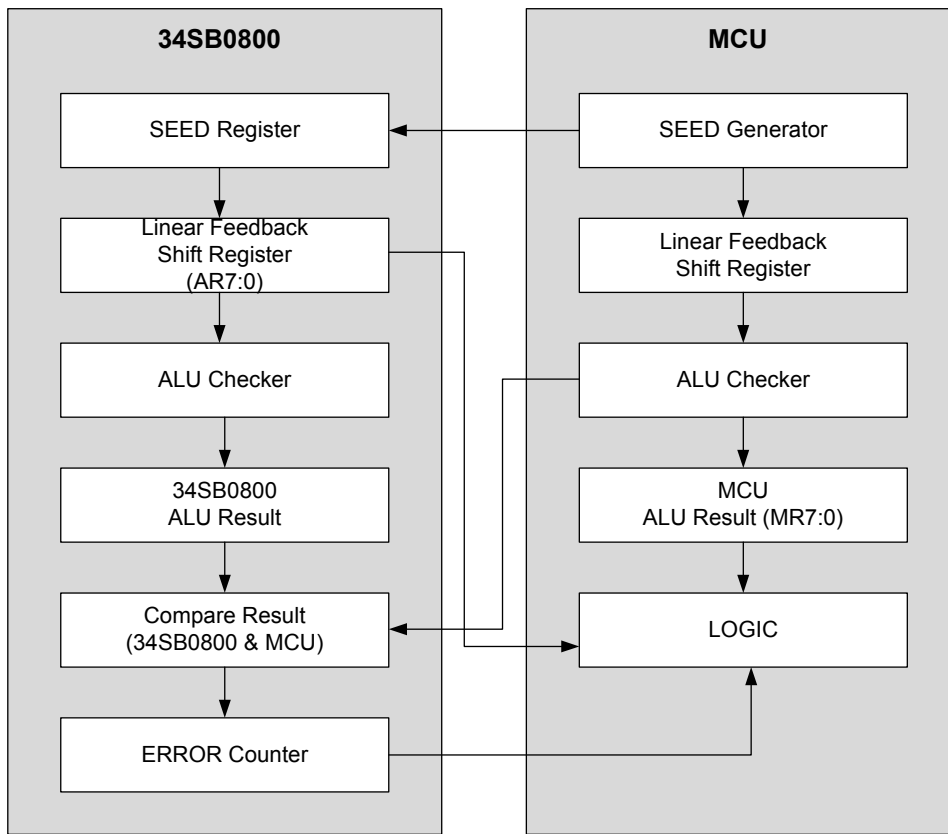 34SB0800
SEED Register
Linear Feedback
Shift Register
(AR7:0)
ALU Checker
34SB0800
ALU Result
Compare Result
(34SB0800 & MCU)
ERROR Counter
MCU
SEED Generator
Linear Feedback
Shift Register
ALU Checker
MCU
ALU Result (MR7:0)
LOGIC